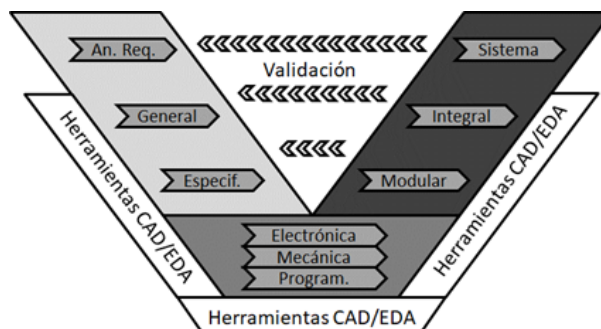 An. Req.
Sistema
Validación
General
Integral
Especif.
Modular
Herramientas CAD/EDA
Herramientas CAD/EDA
Electrónica
Mecánica
Program.
Herramientas CAD/EDA